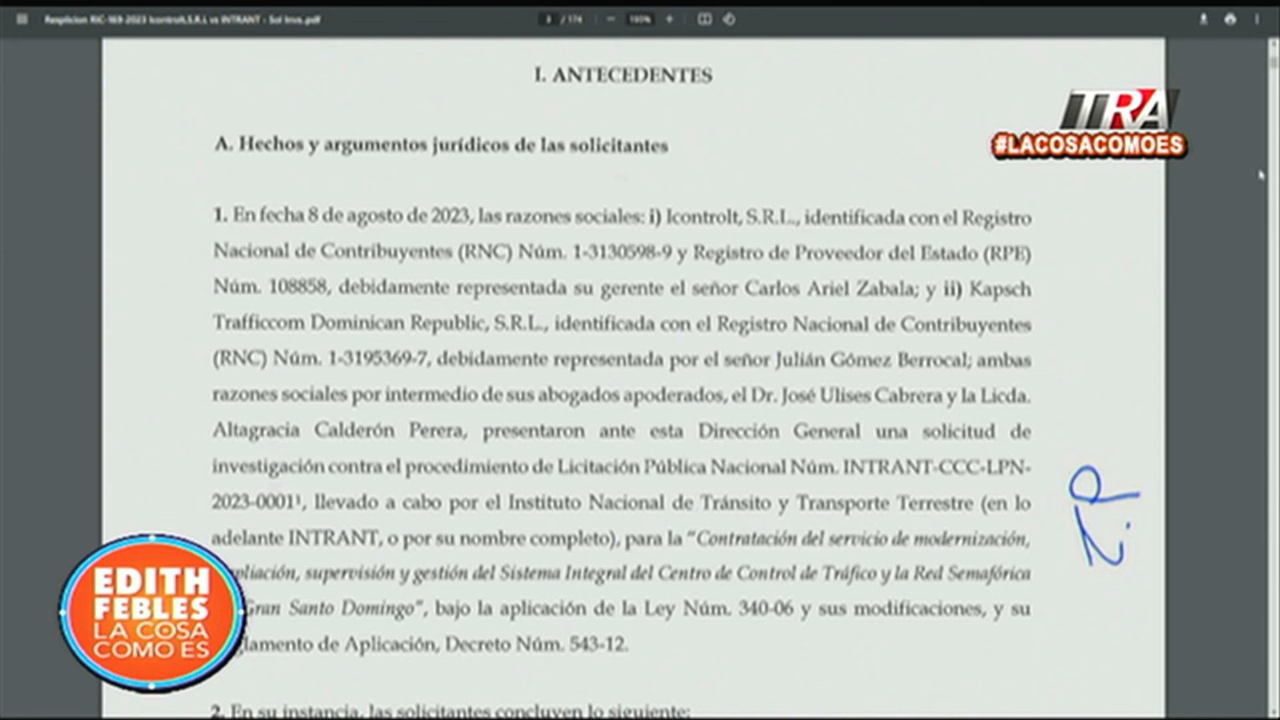 Resplicion RIC-169-2023 Icontrolt.S.R.L vs INTRANT - Sol Invs.pdf
3 / 174
100%
I. ANTECEDENTES
TRA
#LACOSACOMOES
A. Hechos y argumentos jurídicos de las solicitantes
1. En fecha 8 de agosto de 2023, las razones sociales: i) Icontrolt, S.R.L., identificada con el Registro
Nacional de Contribuyentes (RNC) Núm. 1-3130598-9 y Registro de Proveedor del Estado (RPE)
Núm. 108858, debidamente representada su gerente el señor Carlos Ariel Zabala; y ii) Kapsch
Trafficcom Dominican Republic, S.R.L., identificada con el Registro Nacional de Contribuyentes
(RNC) Núm. 1-3195369-7, debidamente representada por el señor Julián Gómez Berrocal; ambas
razones sociales por intermedio de sus abogados apoderados, el Dr. José Ulises Cabrera y la Licda.
Altagracia Calderón Perera, presentaron ante esta Dirección General una solicitud de
investigación contra el procedimiento de Licitación Pública Nacional Núm. INTRANT-CCC-LPN-
2023-0001¹, llevado a cabo por el Instituto Nacional de Tránsito y Transporte Terrestre (en lo
adelante INTRANT, o por su nombre completo), para la “Contratación del servicio de modernización,
pliación, supervisión y gestión del Sistema Integral del Centro de Control de Tráfico y la Red Semafórica
Gran Santo Domingo”, bajo la aplicación de la Ley Núm. 340-06 y sus modificaciones, y su
glamento de Aplicación, Decreto Núm. 543-12.
2. En su instancia, las solicitantes concluyen lo siguiente:
EDITH
FEBLES
LA COSA
COMO ES